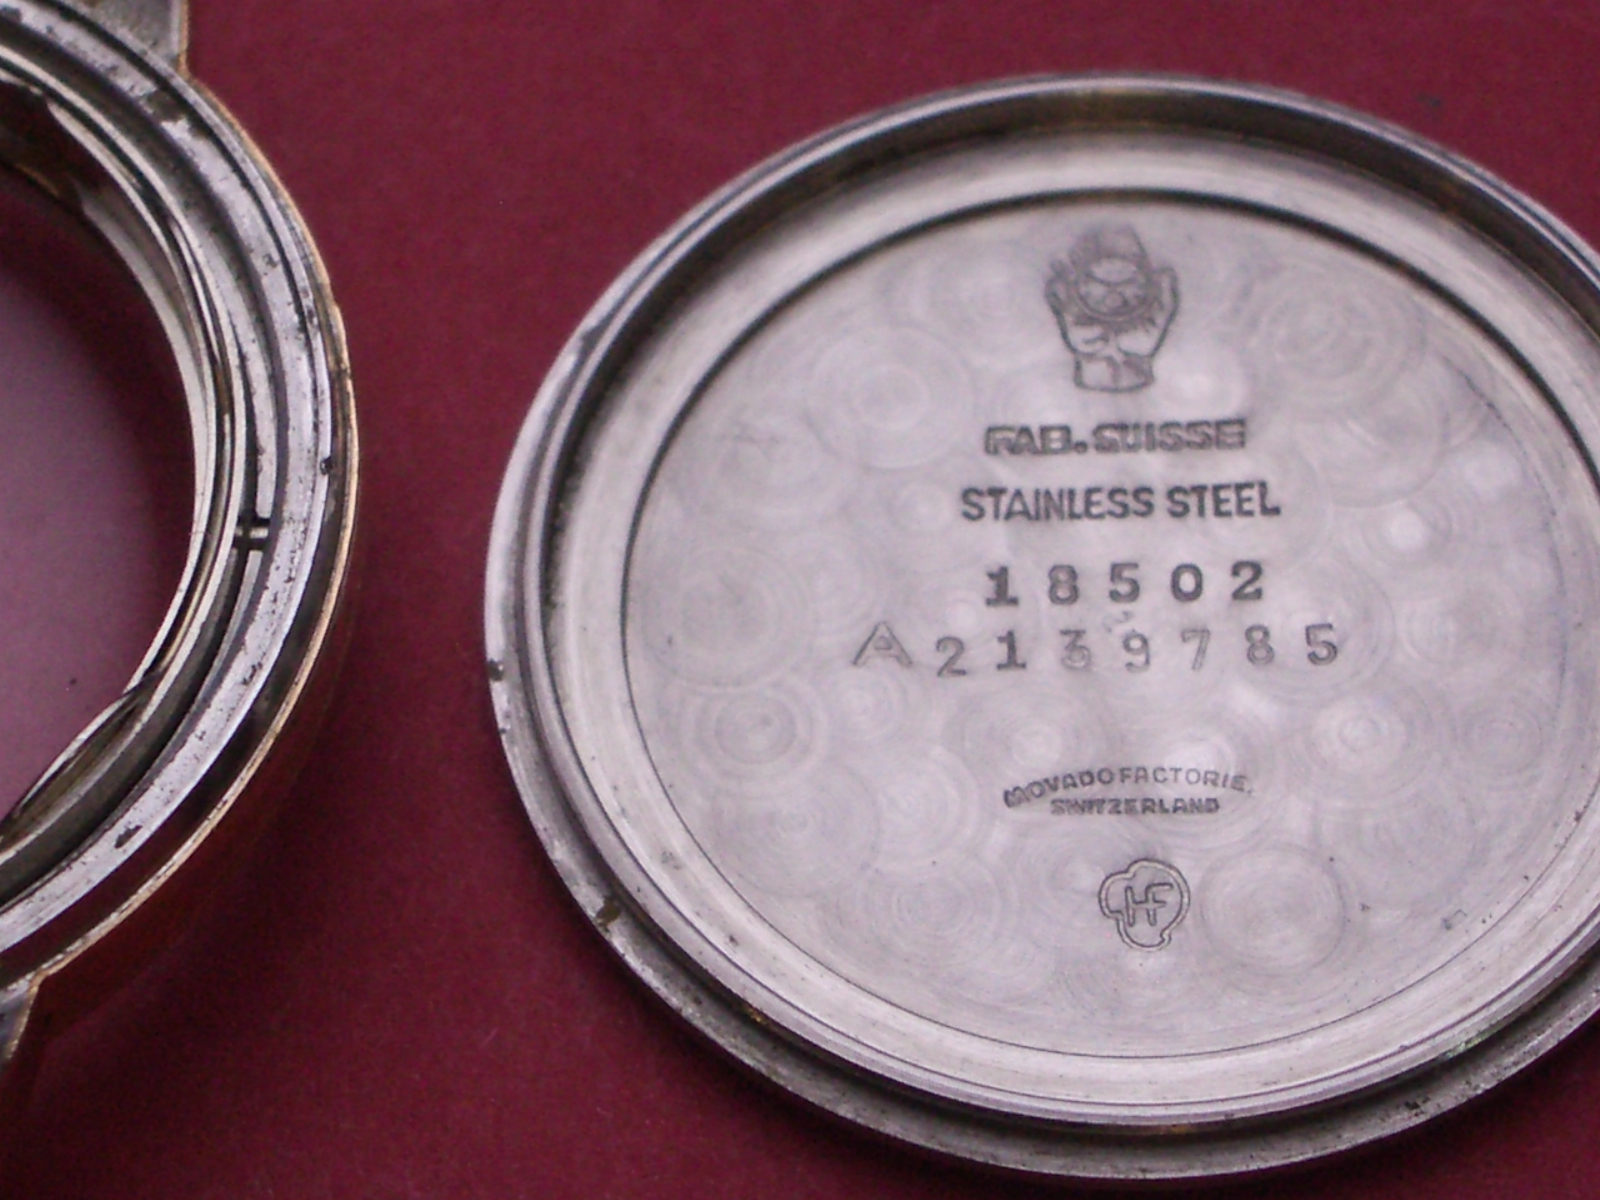 FAB. SUISSE
STAINLESS STEEL
18502
A2139785
MOVADO FACTORIE.
SWITZERLAND
HF